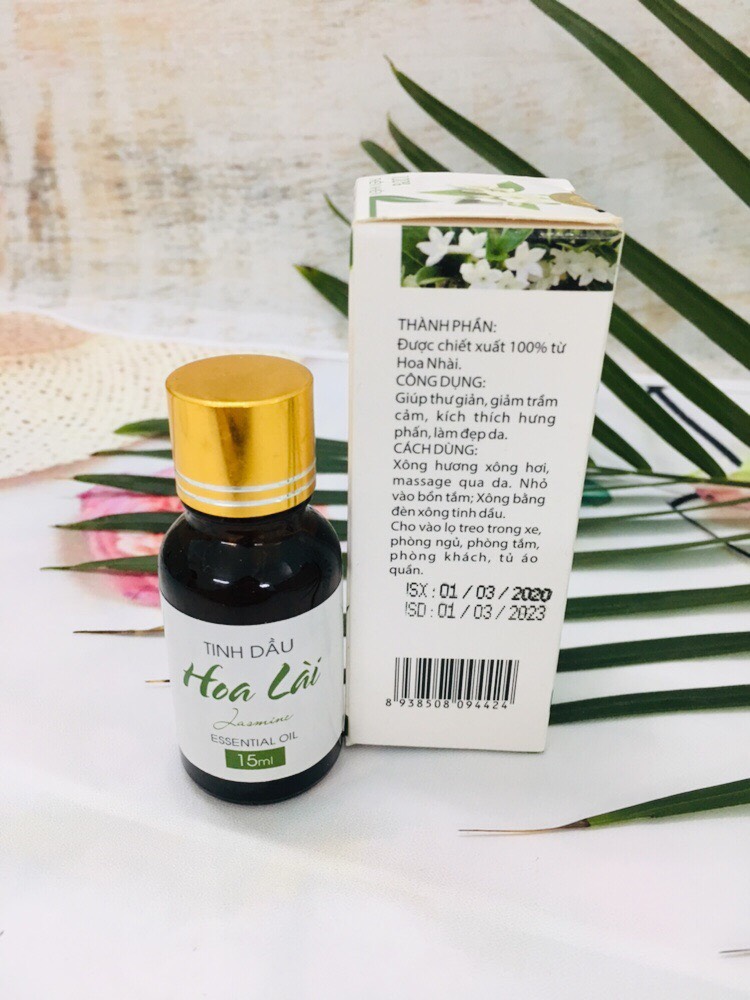 THÀNH PHẦN:
Được chiết xuất 100% từ
Hoa Nhài.
CÔNG DỤNG:
Giúp thư giản, giảm trầm
cảm, kích thích hưng
phấn, làm đẹp da.
CÁCH DÙNG:
Xông hương xông hơi,
massage qua da. Nhỏ
vào bồn tắm; Xông bằng
đèn xông tinh dầu.
Cho vào lọ treo trong xe,
phòng ngủ, phòng tắm,
phòng khách, tủ áo
quần.
SX : 01 / 03 / 2020
SD : 01 / 03 / 2023
8 938508 094424
TINH DẦU
Hoa Lài
Jasmine
ESSENTIAL OIL
15ml